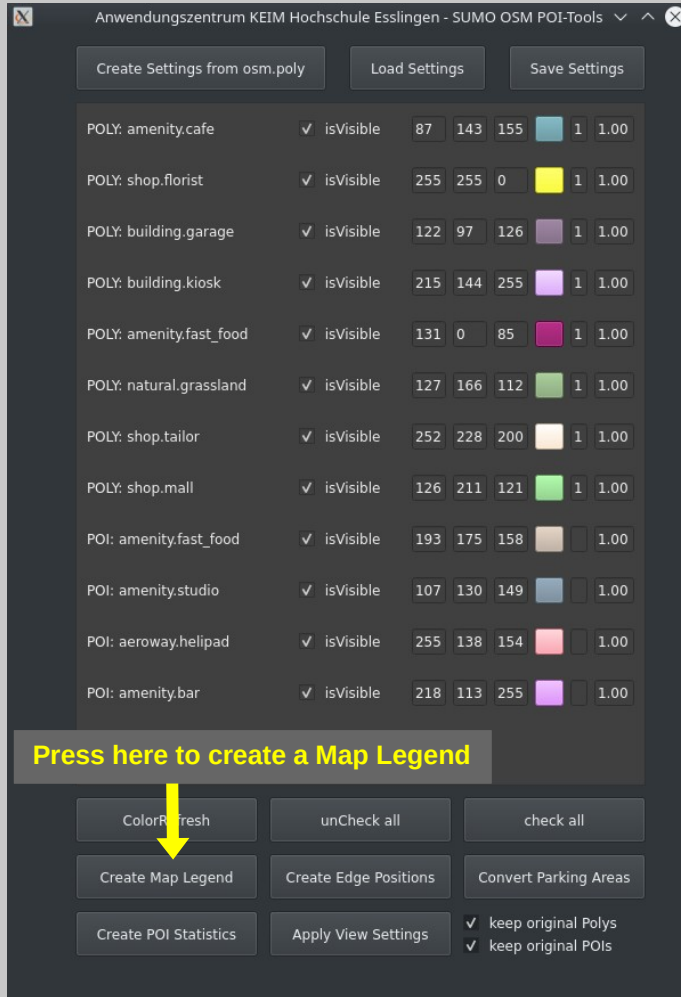 Anwendungszentrum KEIM Hochschule Esslingen - SUMO OSM POI-Tools
Create Settings from osm.poly Load Settings Save Settings
POLY: amenity.cafe isVisible 87 143 155 1 1.00
POLY: shop.florist isVisible 255 255 0 1 1.00
POLY: building.garage isVisible 122 97 126 1 1.00
POLY: building.kiosk isVisible 215 144 255 1 1.00
POLY: amenity.fast_food isVisible 131 0 85 1 1.00
POLY: natural.grassland isVisible 127 166 112 1 1.00
POLY: shop.tailor isVisible 252 228 200 1 1.00
POLY: shop.mall isVisible 126 211 121 1 1.00
POI: amenity.fast_food isVisible 193 175 158 1.00
POI: amenity.studio isVisible 107 130 149 1.00
POI: aeroway.helipad isVisible 255 138 154 1.00
POI: amenity.bar isVisible 218 113 255 1.00
Press here to create a Map Legend
ColorRefresh unCheck all check all
Create Map Legend Create Edge Positions Convert Parking Areas
Create POI Statistics Apply View Settings keep original Polys
keep original POIs